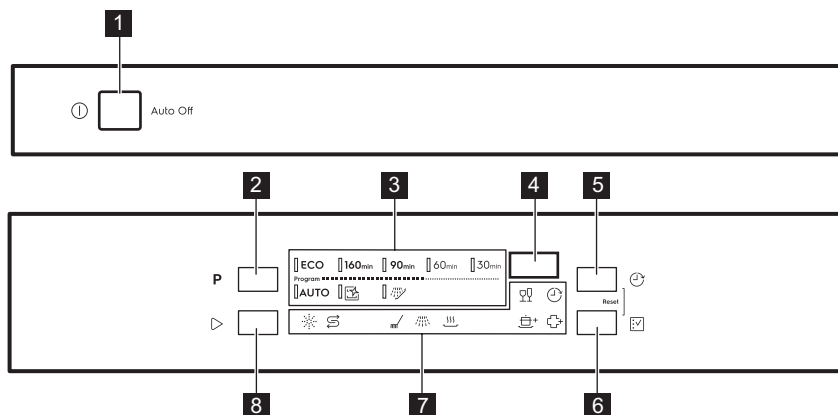 1
Auto Off
2 3 4 5
P ECO 160min 90min 60min 30min
Program
AUTO
Reset
8 7 6